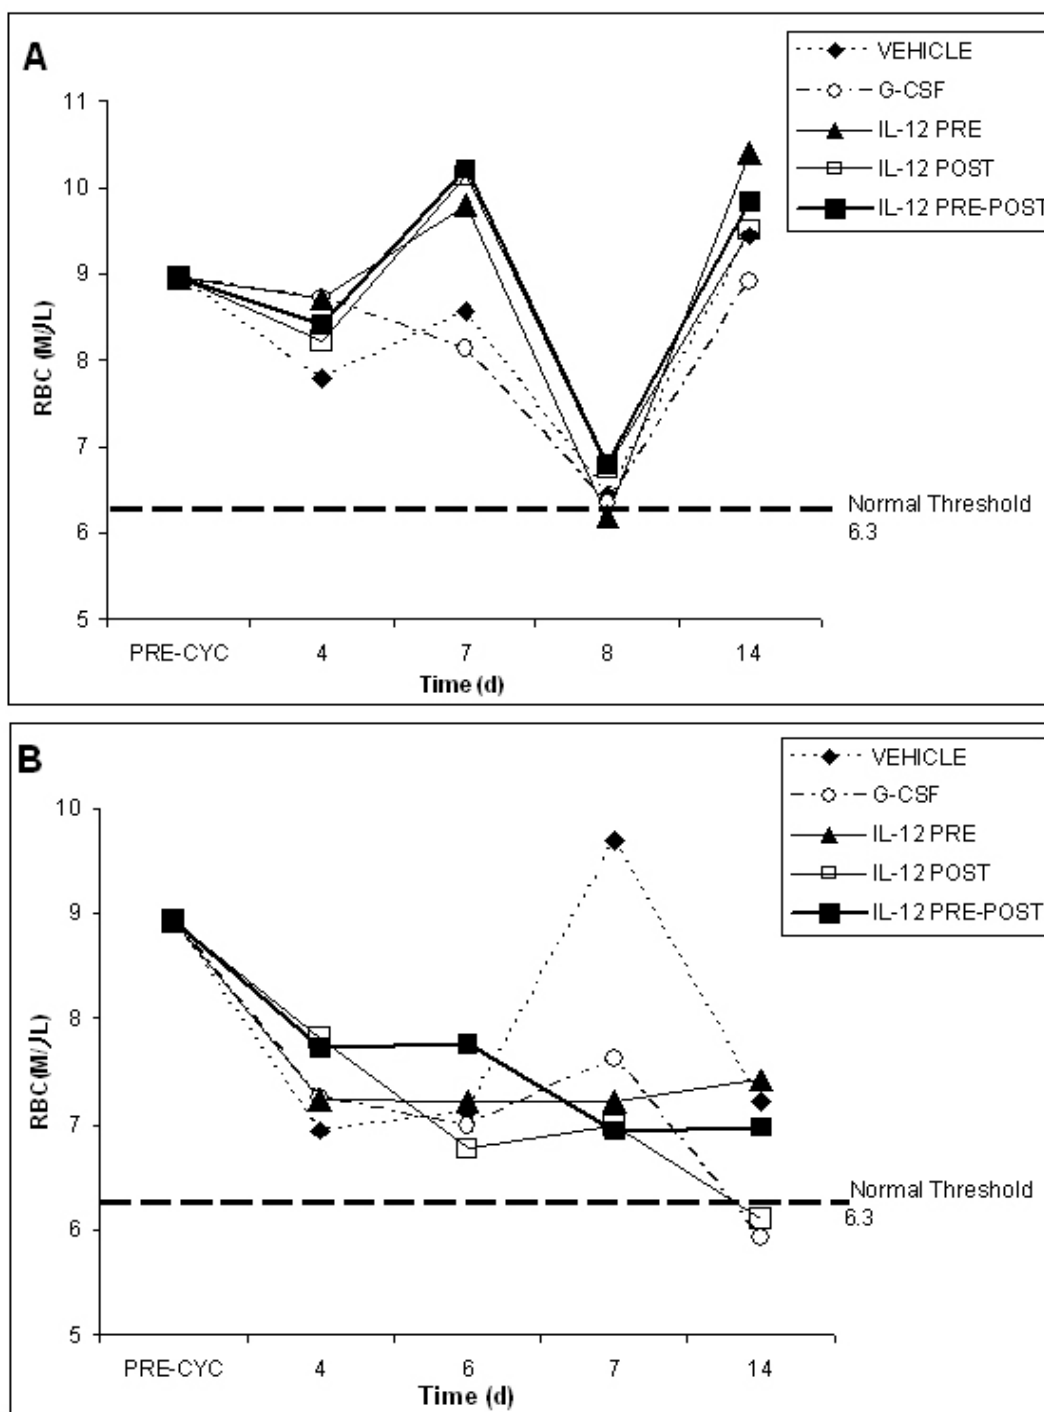 A
VEHICLE
G-CSF
IL-12 PRE
IL-12 POST
IL-12 PRE-POST
11
10
9
8
7
6
5
RBC (M/μL)
Normal Threshold
6.3
PRE-CYC 4 7 8 14
Time (d)
B
VEHICLE
G-CSF
IL-12 PRE
IL-12 POST
IL-12 PRE-POST
10
9
8
7
6
5
RBC(M/μL)
Normal Threshold
6.3
PRE-CYC 4 6 7 14
Time (d)